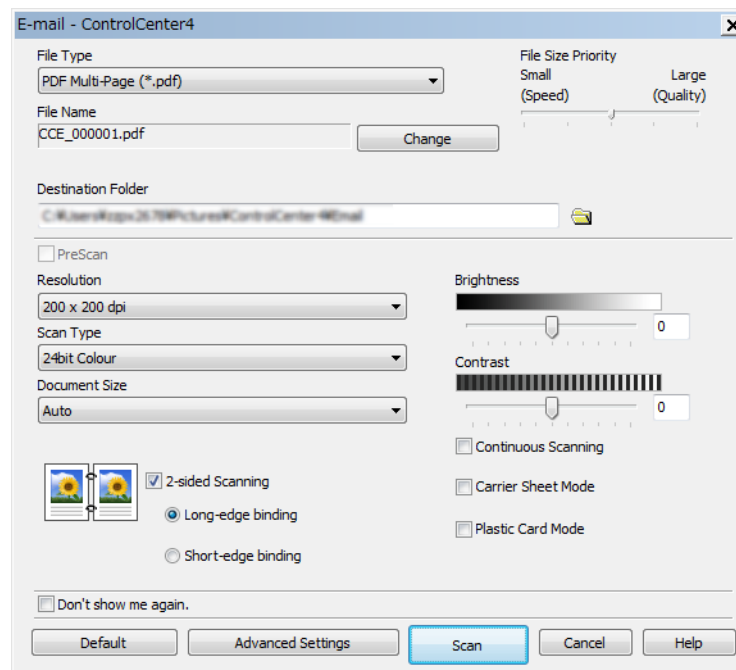 E-mail - ControlCenter4
File Type
PDF Multi-Page (*.pdf)
File Name
CCE_000001.pdf
Change
File Size Priority
Small Large
(Speed) (Quality)
Destination Folder
PreScan
Resolution
200 x 200 dpi
Scan Type
24bit Colour
Document Size
Auto
2-sided Scanning
Long-edge binding
Short-edge binding
Brightness
0
Contrast
0
Continuous Scanning
Carrier Sheet Mode
Plastic Card Mode
Don't show me again.
Default Advanced Settings Scan Cancel Help